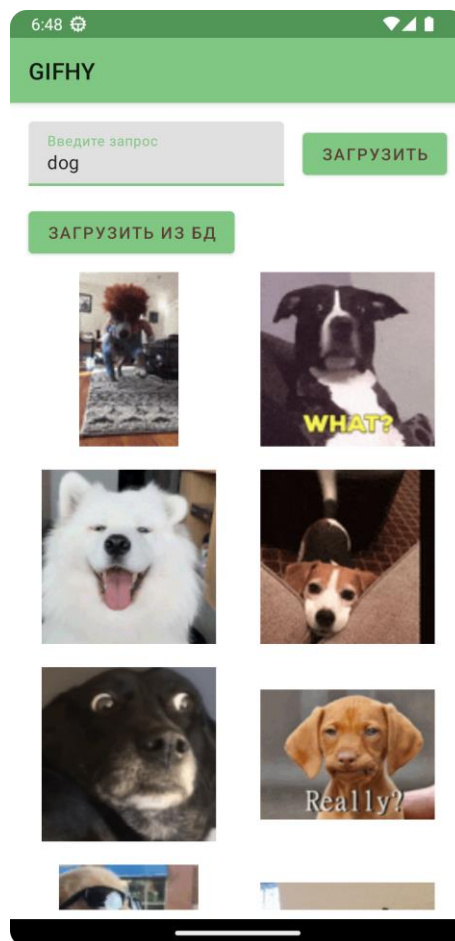 6:48
GIFHY
Введите запрос
dog
ЗАГРУЗИТЬ
ЗАГРУЗИТЬ ИЗ БД
WHAT?
Really?